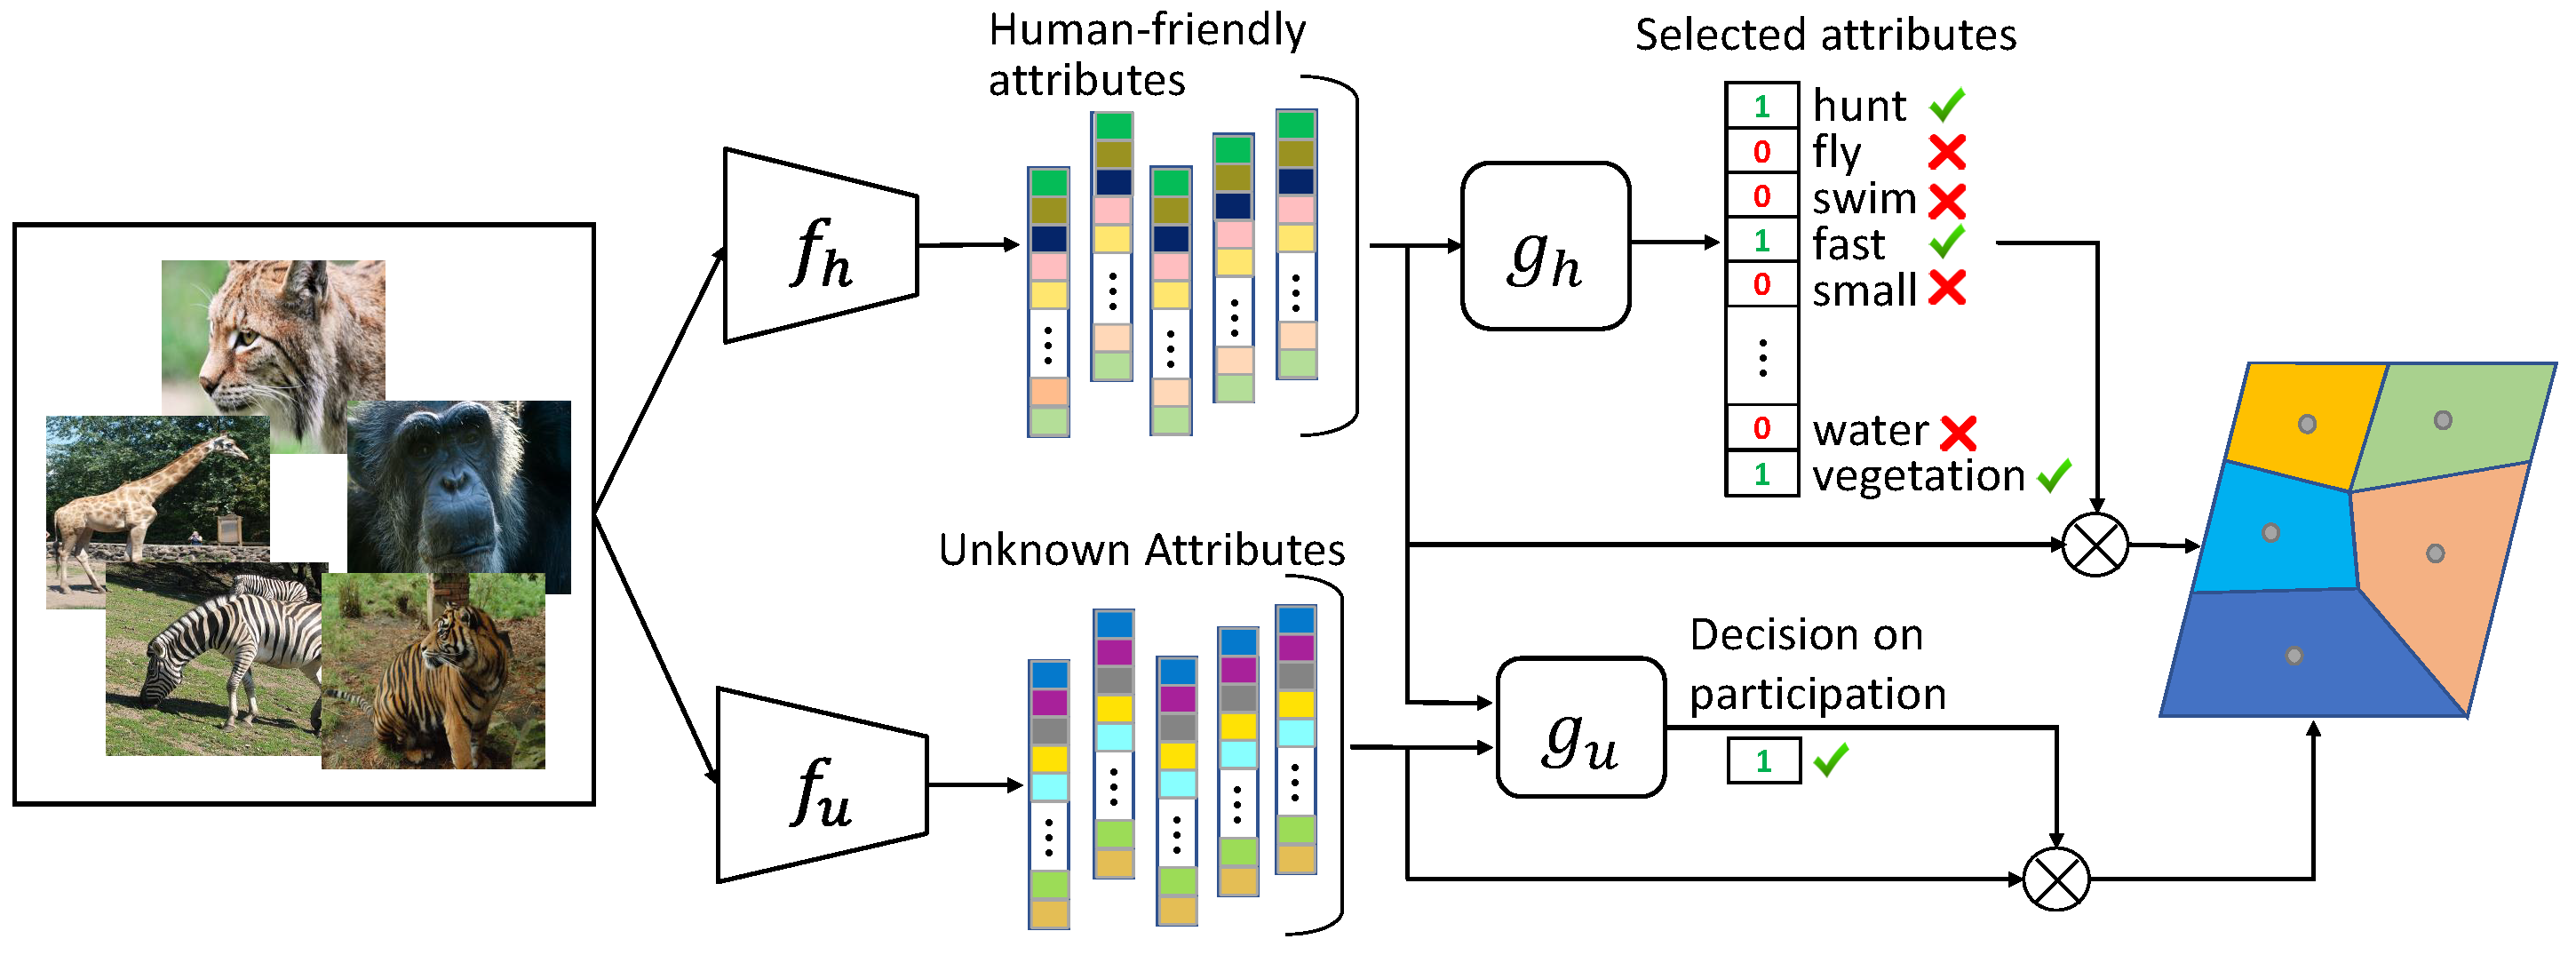 Human-friendly
attributes
Selected attributes
1 hunt
0 fly
0 swim
1 fast
0 small
⋮
0 water
1 vegetation
f_h
g_h
Unknown Attributes
Decision on
participation
1
f_u
g_u